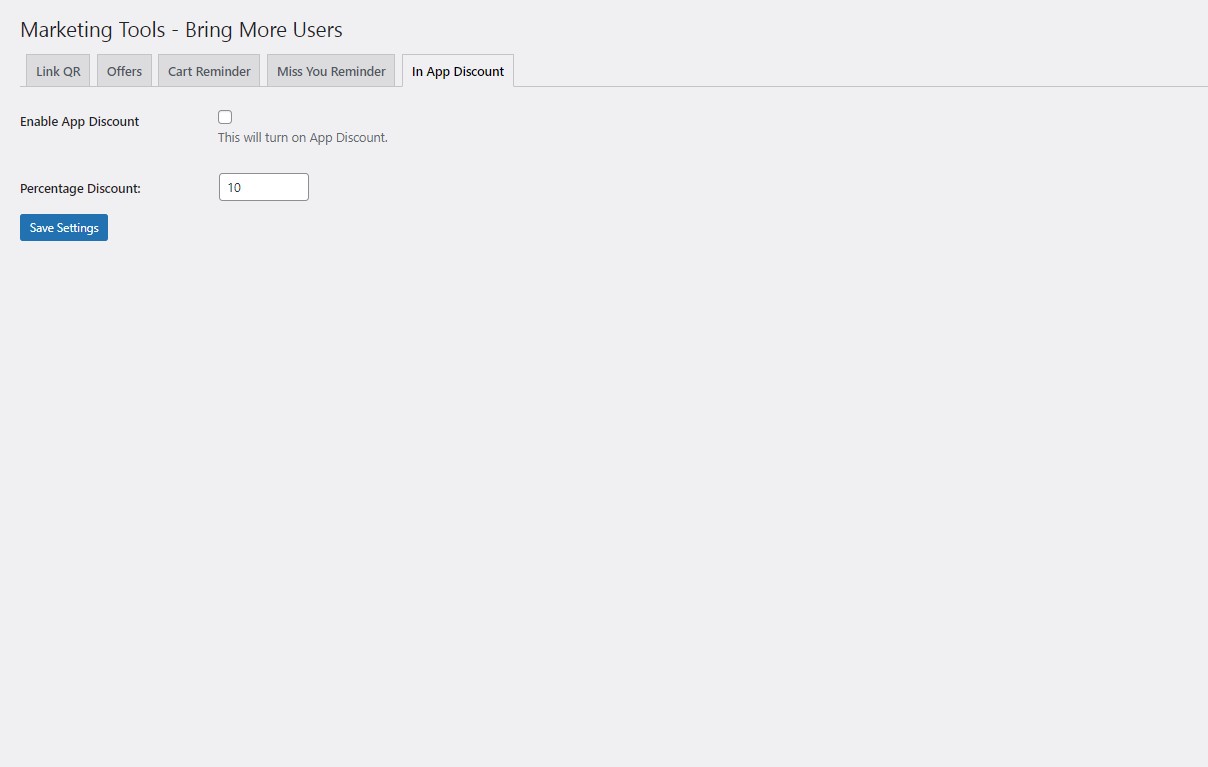 Marketing Tools - Bring More Users
Link QR
Offers
Cart Reminder
Miss You Reminder
In App Discount
Enable App Discount
This will turn on App Discount.
Percentage Discount:
10
Save Settings